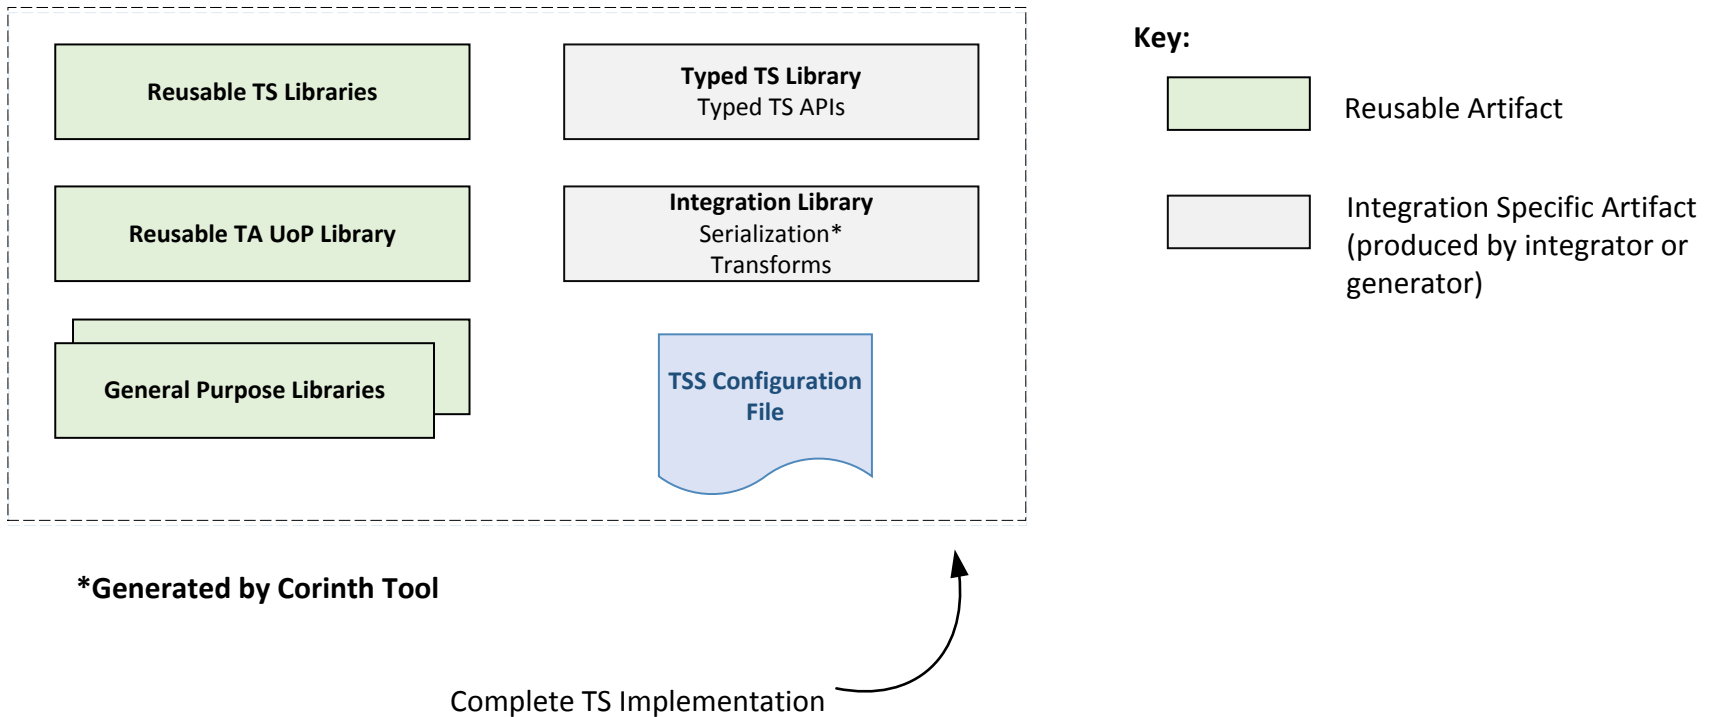 Reusable TS Libraries
Typed TS Library
Typed TS APIs
Reusable TA UoP Library
Integration Library
Serialization*
Transforms
General Purpose Libraries
TSS Configuration
File
*Generated by Corinth Tool
Complete TS Implementation
Key:
Reusable Artifact
Integration Specific Artifact
(produced by integrator or
generator)